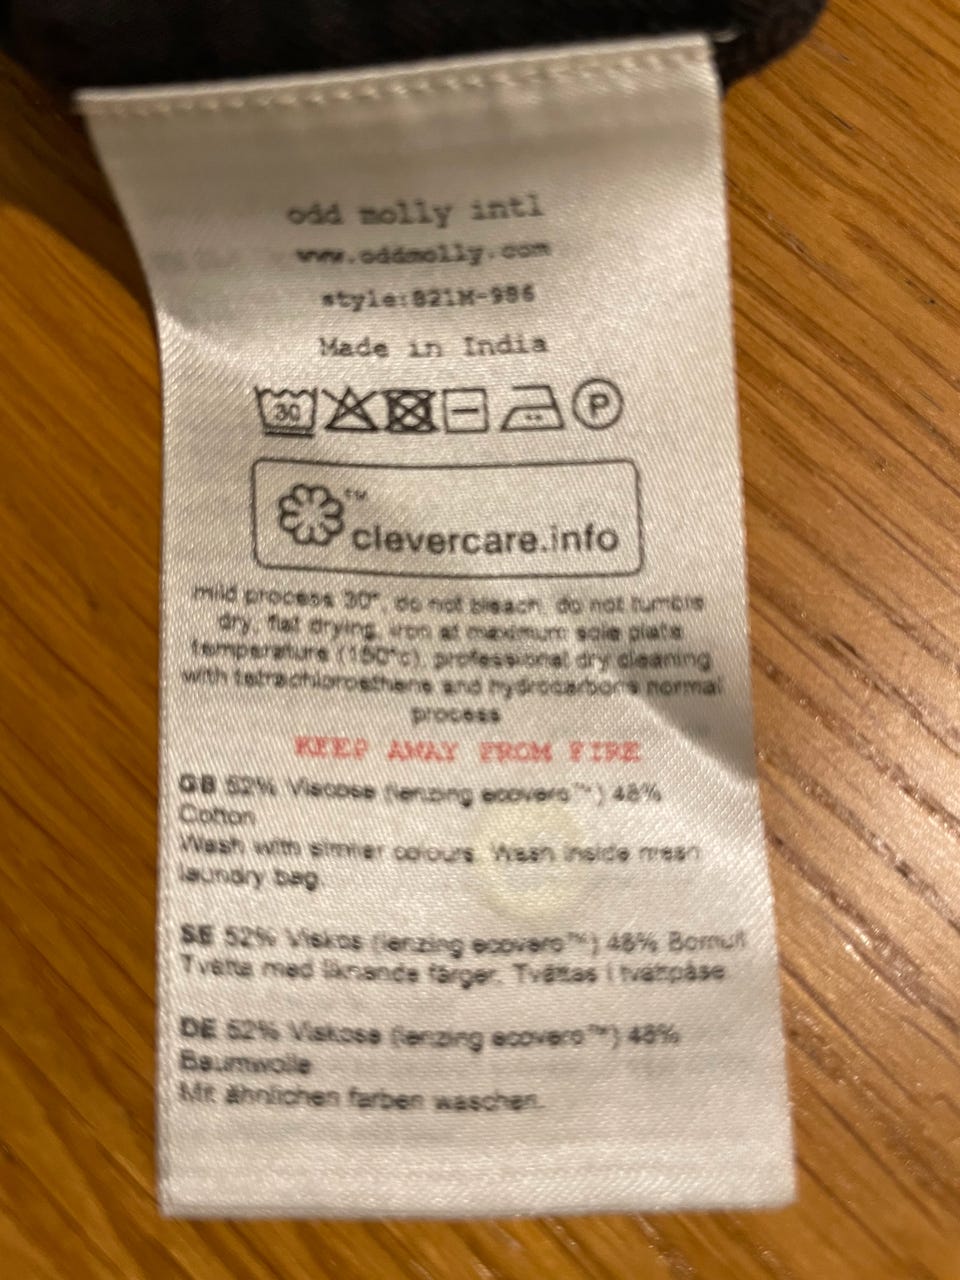 odd molly intl
www.oddmolly.com
style:821M-986
Made in India
30 P
™
clevercare.info
mild process 30°, do not bleach, do not tumble
dry, flat drying, iron at maximum sole plate
temperature (150°c), professional dry cleaning
with tetrachloroethene and hydrocarbons normal
process
KEEP AWAY FROM FIRE
GB 52% Viscose (lenzing ecovero™) 48%
Cotton
Wash with similar colours. Wash inside mesh
laundry bag.
SE 52% Viskos (lenzing ecovero™) 48% Bomull
Tvätta med liknande färger. Tvättas i tvättpåse
DE 52% Viskose (lenzing ecovero™) 48%
Baumwolle
Mit ähnlichen farben waschen.